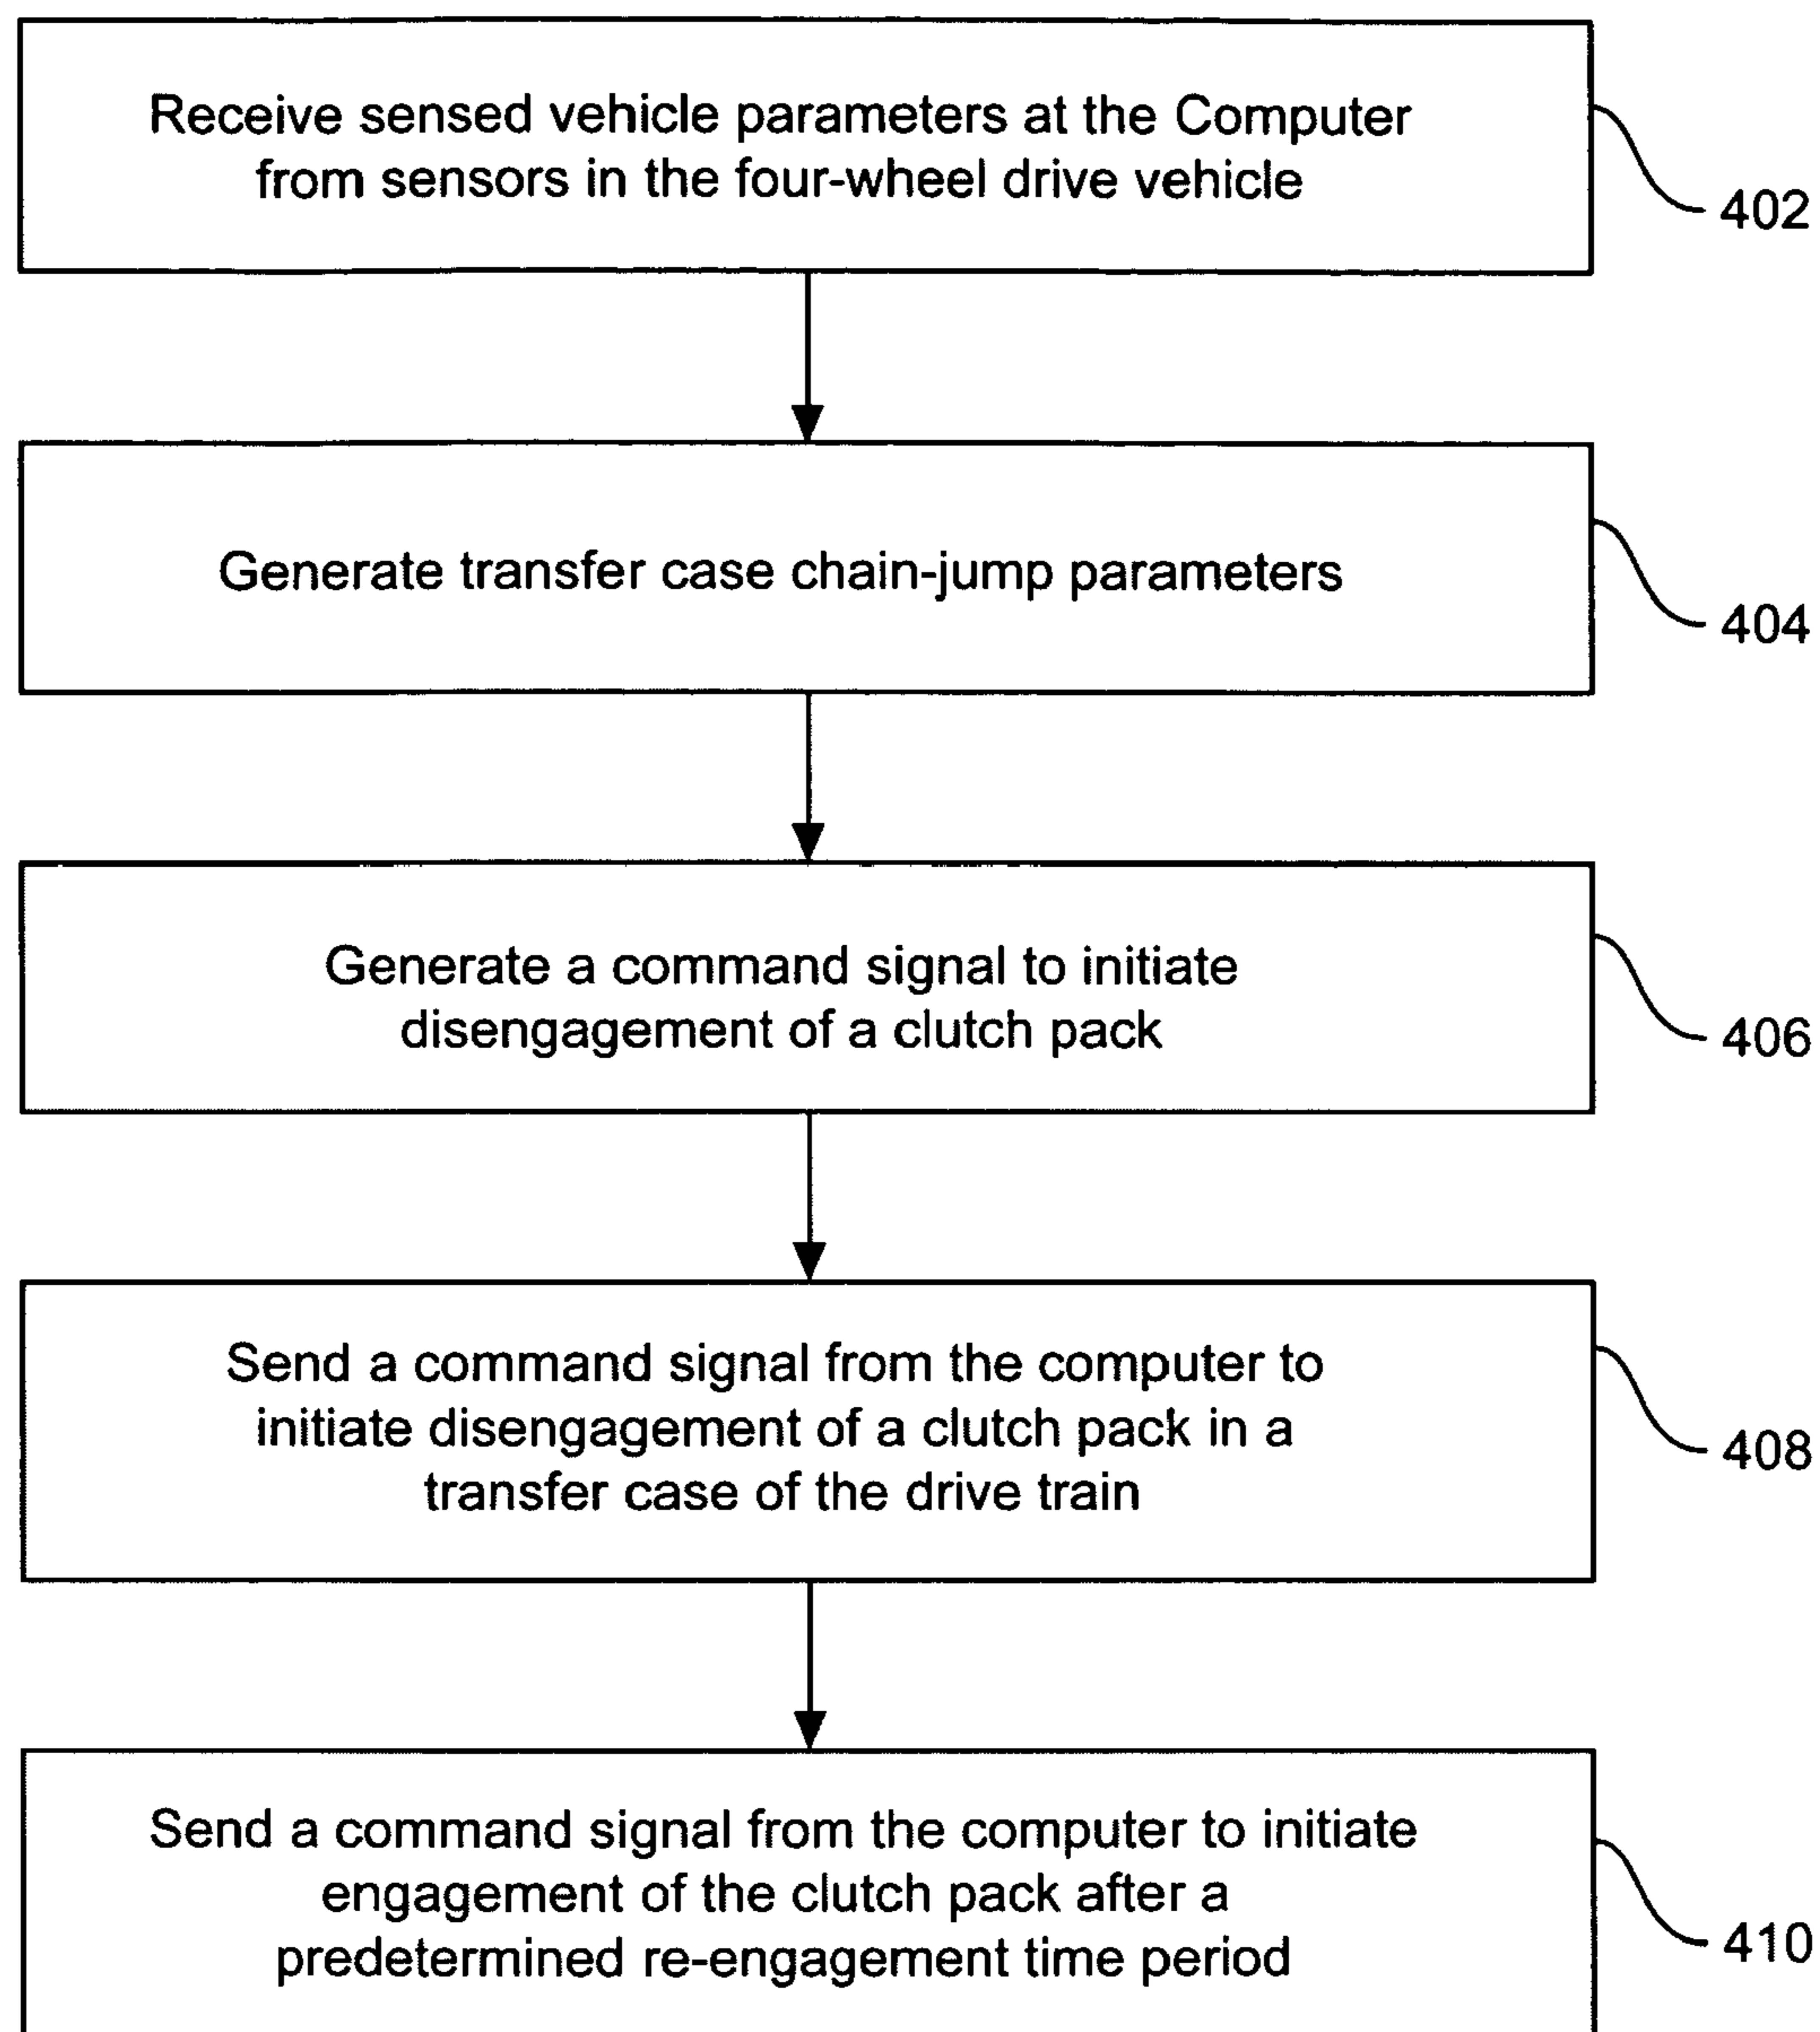 Receive sensed vehicle parameters at the Computer
from sensors in the four-wheel drive vehicle
402
Generate transfer case chain-jump parameters
404
Generate a command signal to initiate
disengagement of a clutch pack
406
Send a command signal from the computer to
initiate disengagement of a clutch pack in a
transfer case of the drive train
408
Send a command signal from the computer to initiate
engagement of the clutch pack after a
predetermined re-engagement time period
410